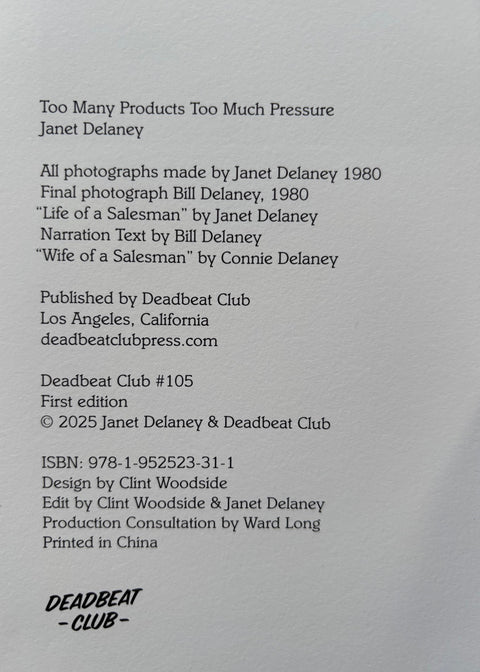 Too Many Products Too Much Pressure
Janet Delaney
All photographs made by Janet Delaney 1980
Final photograph Bill Delaney, 1980
“Life of a Salesman” by Janet Delaney
Narration Text by Bill Delaney
“Wife of a Salesman” by Connie Delaney
Published by Deadbeat Club
Los Angeles, California
deadbeatclubpress.com
Deadbeat Club #105
First edition
© 2025 Janet Delaney & Deadbeat Club
ISBN: 978-1-952523-31-1
Design by Clint Woodside
Edit by Clint Woodside & Janet Delaney
Production Consultation by Ward Long
Printed in China
DEADBEAT
-CLUB-